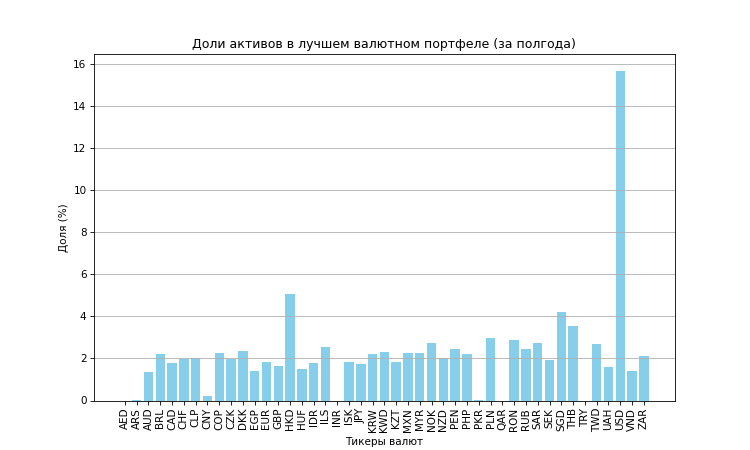 Доли активов в лучшем валютном портфеле (за полгода)
Доля (%)
16
14
12
10
8
6
4
2
0
AED ARS AUD BRL CAD CHF CLP CNY COP CZK DKK EGP EUR GBP HKD HUF IDR ILS INR ISK JPY KRW KWD KZT MXN MYR NOK NZD PEN PHP PKR PLN QAR RON RUB SAR SEK SGD THB TRY TWD UAH USD VND ZAR
Тикеры валют